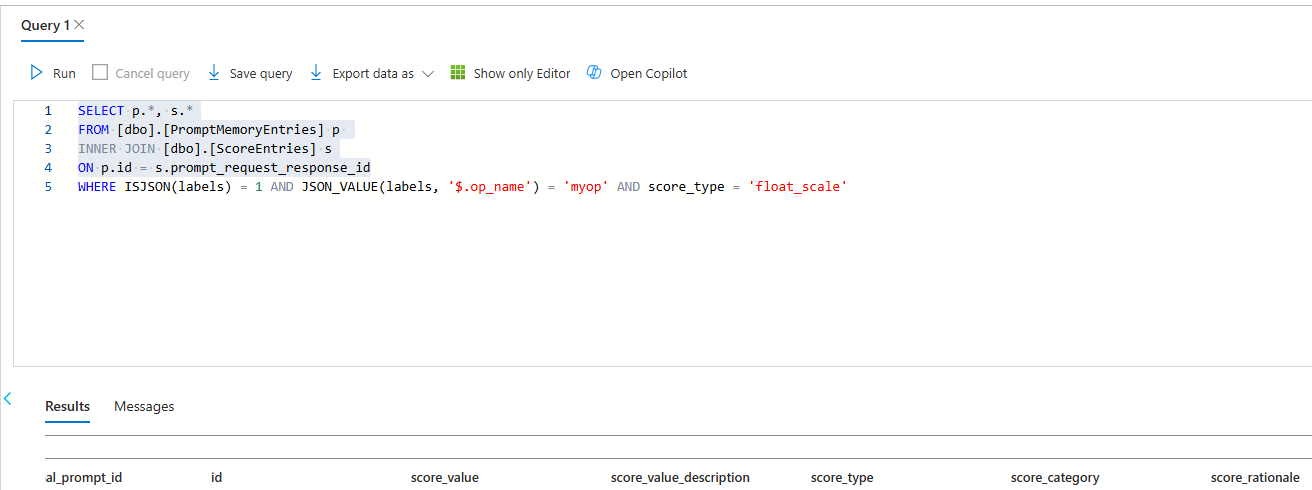 Query 1
Run Cancel query Save query Export data as Show only Editor Open Copilot
1 SELECT p.*, s.*
2 FROM [dbo].[PromptMemoryEntries] p
3 INNER JOIN [dbo].[ScoreEntries] s
4 ON p.id = s.prompt_request_response_id
5 WHERE ISJSON(labels) = 1 AND JSON_VALUE(labels, '$.op_name') = 'myop' AND score_type = 'float_scale'
Results Messages
al_prompt_id id score_value score_value_description score_type score_category score_rationale